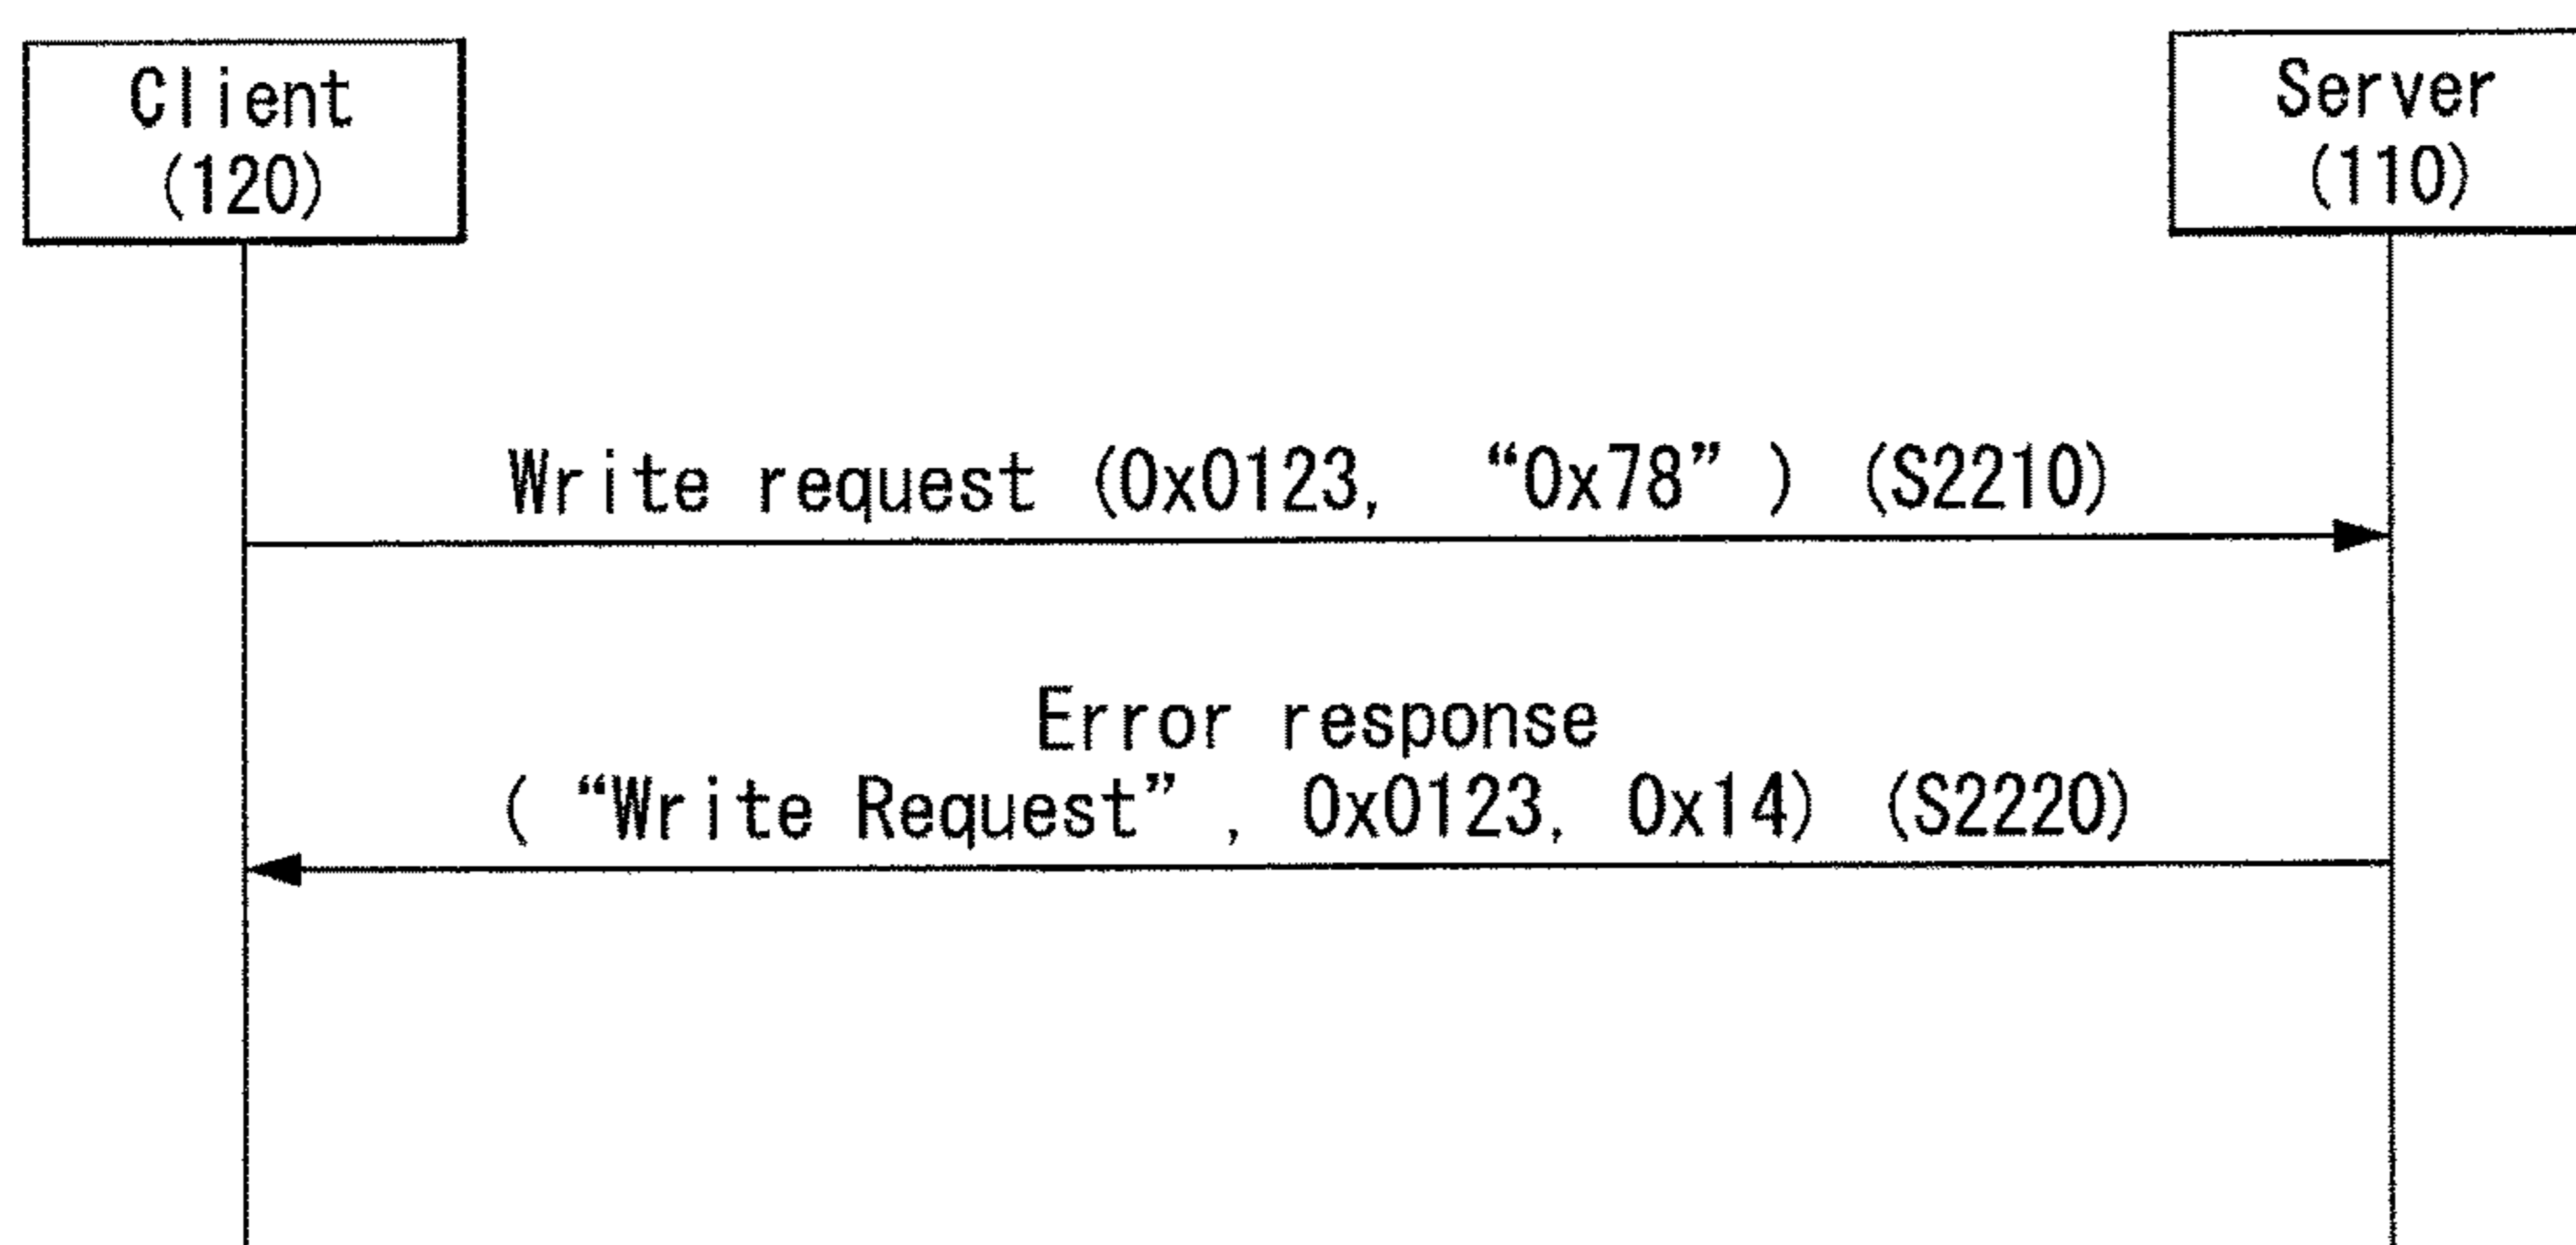 Client
(120)
Server
(110)
Write request (0x0123, “0x78” ) (S2210)
Error response
( “Write Request” , 0x0123, 0x14) (S2220)